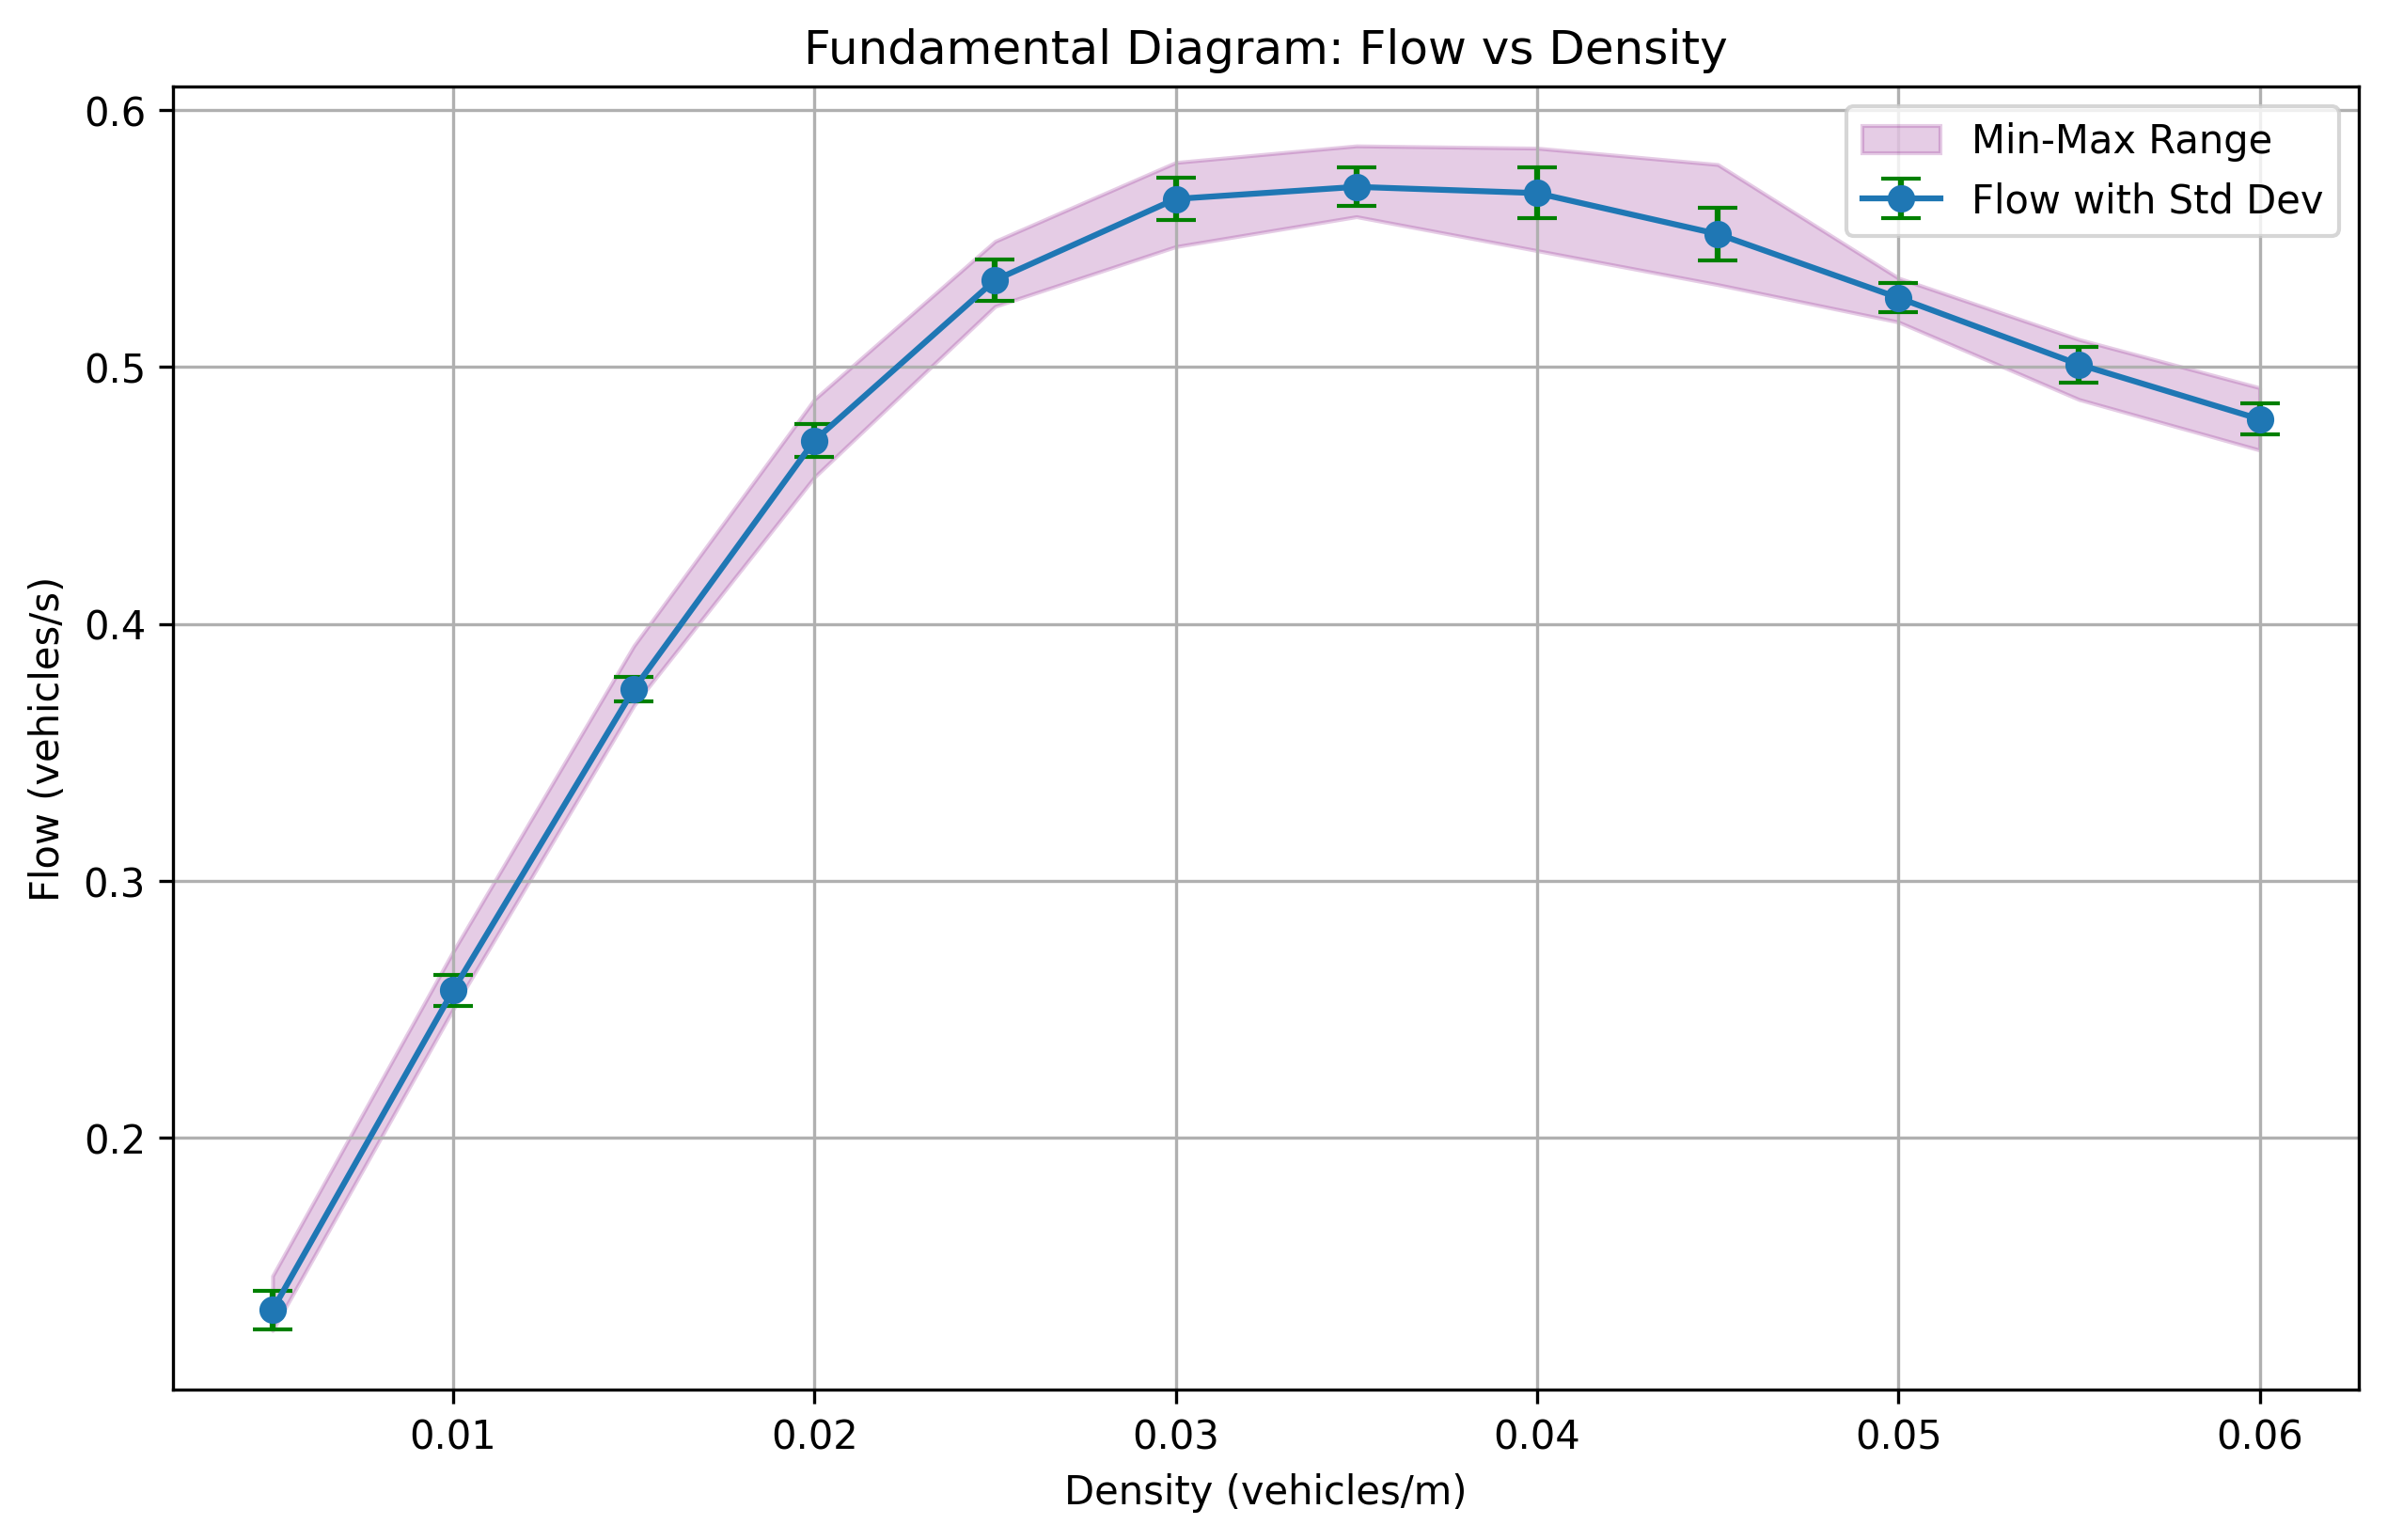 Fundamental Diagram: Flow vs Density
Min-Max Range
Flow with Std Dev
Flow (vehicles/s)
0.6
0.5
0.4
0.3
0.2
0.01 0.02 0.03 0.04 0.05 0.06
Density (vehicles/m)